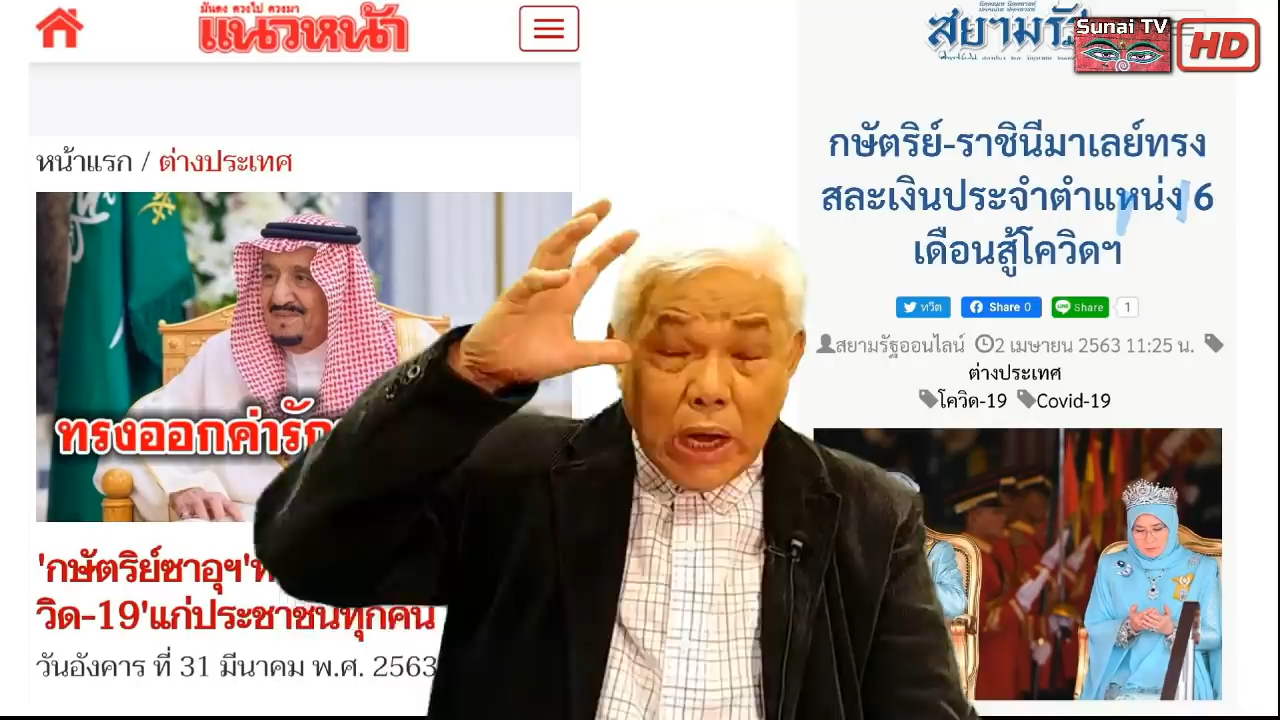 มั่นคง ตรงไป ตรงมา
แนวหน้า
หน้าแรก / ต่างประเทศ
ทรงออกค่ารัก
'กษัตริย์ซาอุฯ'
วิด-19'แก่ประชาชนทุกคน
วันอังคาร ที่ 31 มีนาคม พ.ศ. 2563
สยามรัฐ
Sunai TV
HD
กษัตริย์-ราชินีมาเลย์ทรง
สละเงินประจำตำแหน่ง 6
เดือนสู้โควิดฯ
ทวีต Share 0 LINE Share 1
สยามรัฐออนไลน์ 2 เมษายน 2563 11:25 น.
ต่างประเทศ
โควิด-19 Covid-19